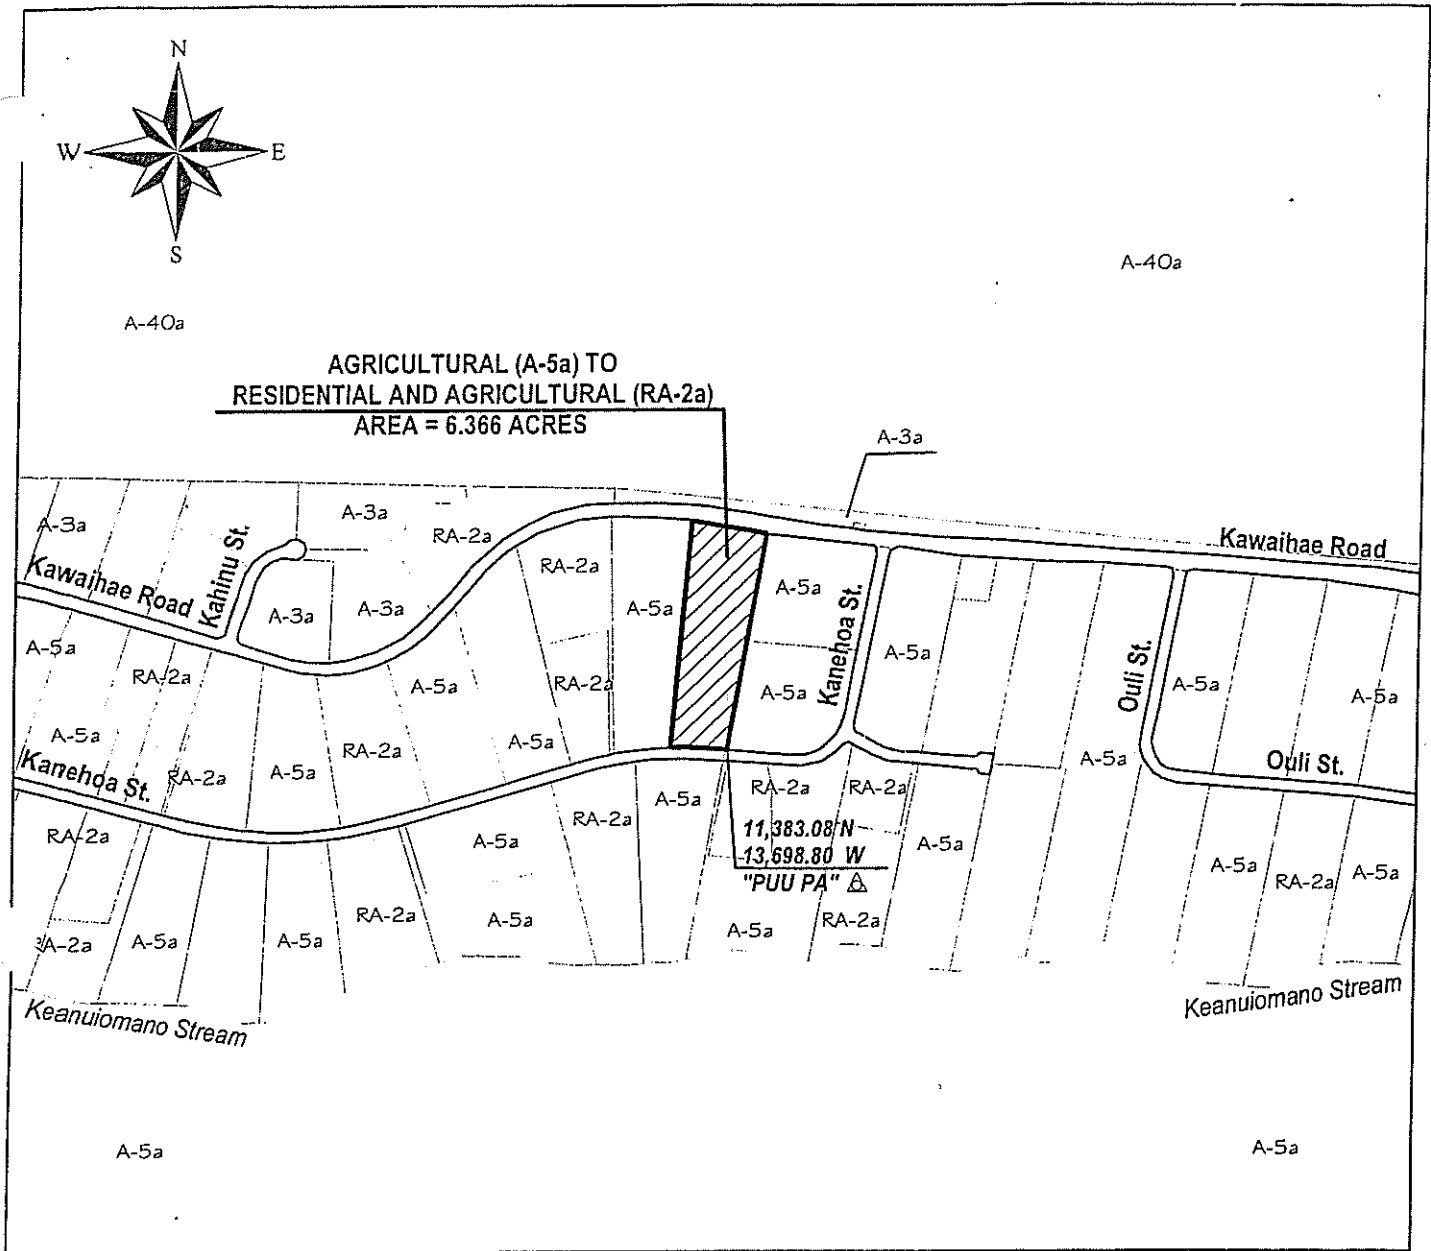 N
W E
S
A-40a
A-40a
AGRICULTURAL (A-5a) TO
RESIDENTIAL AND AGRICULTURAL (RA-2a)
AREA = 6.366 ACRES
A-3a
A-3a
A-3a
RA-2a
Kawaihae Road
Kahinu St.
Kawaihae Road
RA-2a
A-3a
A-3a
A-5a
A-5a
Kanehoa St.
A-5a
A-5a
RA-2a
A-5a
RA-2a
A-5a
Ouli St.
A-5a
A-5a
A-5a
RA-2a
A-5a
A-5a
Ouli St.
Kanehoa St.
RA-2a
A-5a
A-5a
RA-2a
RA-2a
RA-2a
RA-2a
A-5a
11,383.08 N
13,698.80 W
"PUU PA"
A-5a
A-5a
RA-2a
A-5a
RA-2a
A-5a
A-5a
RA-2a
A-5a
A-5a
RA-2a
Keanuiomano Stream
Keanuiomano Stream
A-5a
A-5a